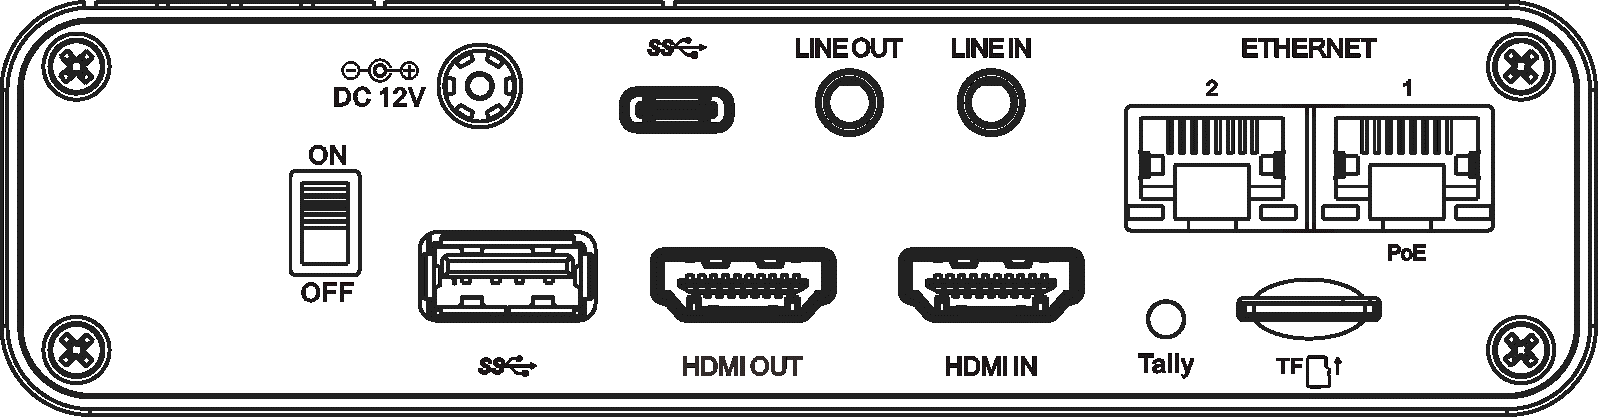 LINE OUT
LINE IN
ETHERNET
2
1
DC 12V
ON
OFF
PoE
SS
HDMI OUT
HDMI IN
Tally
TF
SS